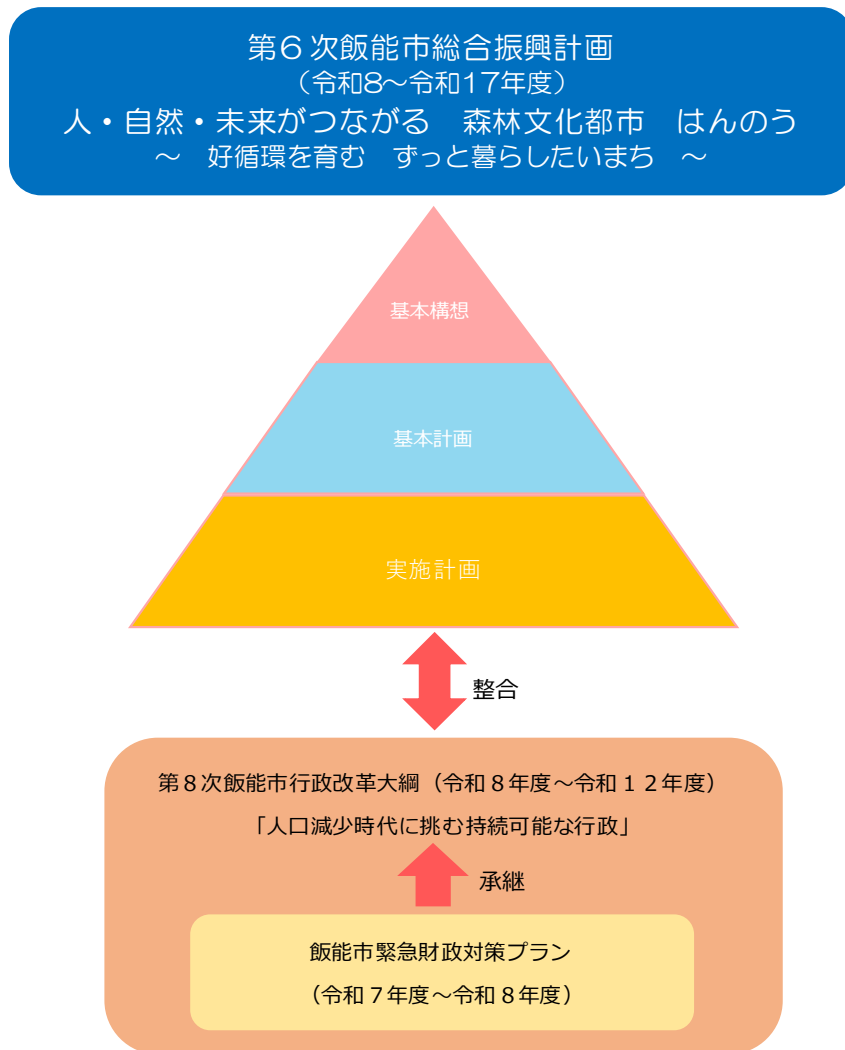 第６次飯能市総合振興計画
（令和8～令和17年度）
人・自然・未来がつながる　森林文化都市　はんのう
～　好循環を育む　ずっと暮らしたいまち　～
基本構想
基本計画
実施計画
整合
第８次飯能市行政改革大綱（令和８年度～令和１２年度）
「人口減少時代に挑む持続可能な行政」
承継
飯能市緊急財政対策プラン
（令和７年度～令和８年度）